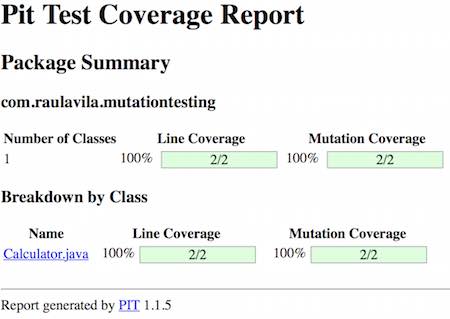 Pit Test Coverage Report
Package Summary
com.raulavila.mutationtesting
Number of Classes Line Coverage Mutation Coverage
1 100% 2/2 100% 2/2
Breakdown by Class
Name Line Coverage Mutation Coverage
Calculator.java 100% 2/2 100% 2/2
Report generated by PIT 1.1.5